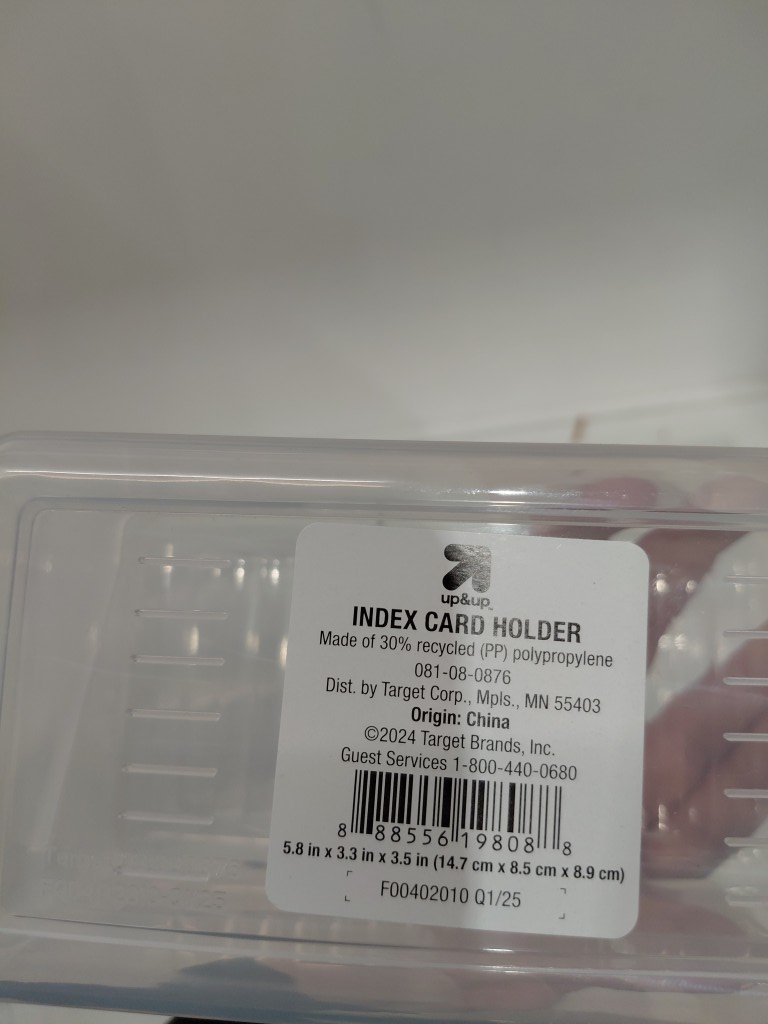 up&up™
INDEX CARD HOLDER
Made of 30% recycled (PP) polypropylene
081-08-0876
Dist. by Target Corp., Mpls., MN 55403
Origin: China
©2024 Target Brands, Inc.
Guest Services 1-800-440-0680
8 88556 19808 8
5.8 in x 3.3 in x 3.5 in (14.7 cm x 8.5 cm x 8.9 cm)
F00402010 Q1/25